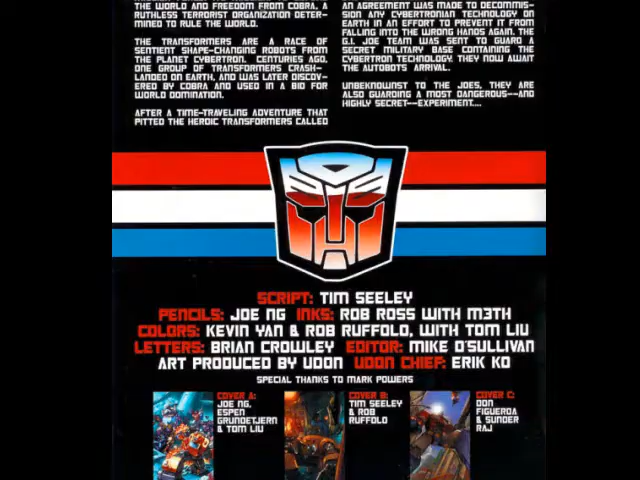 THE WORLD AND FREEDOM FROM COBRA, A
RUTHLESS TERRORIST ORGANIZATION DETER-
MINED TO RULE THE WORLD.
THE TRANSFORMERS ARE A RACE OF
SENTIENT SHAPE-CHANGING ROBOTS FROM
THE PLANET CYBERTRON. CENTURIES AGO,
ONE GROUP OF TRANSFORMERS CRASH-
LANDED ON EARTH, AND WAS LATER DISCOV-
ERED BY COBRA AND USED IN A BID FOR
WORLD DOMINATION.
AFTER A TIME-TRAVELING ADVENTURE THAT
PITTED THE HEROIC TRANSFORMERS CALLED
AN AGREEMENT WAS MADE TO DECOMMIS-
SION ANY CYBERTRONIAN TECHNOLOGY ON
EARTH IN AN EFFORT TO PREVENT IT FROM
FALLING INTO THE WRONG HANDS AGAIN. THE
G.I. JOE TEAM WAS SENT TO GUARD A
SECRET MILITARY BASE CONTAINING THE
CYBERTRON TECHNOLOGY. THEY NOW AWAIT
THE AUTOBOTS ARRIVAL.
UNBEKNOWNST TO THE JOES, THEY ARE
ALSO GUARDING A MOST DANGEROUS--AND
HIGHLY SECRET--EXPERIMENT....
SCRIPT: TIM SEELEY
PENCILS: JOE NG INKS: ROB ROSS WITH M3TH
COLORS: KEVIN YAN & ROB RUFFOLO, WITH TOM LIU
LETTERS: BRIAN CROWLEY EDITOR: MIKE O'SULLIVAN
ART PRODUCED BY UDON UDON CHIEF: ERIK KO
SPECIAL THANKS TO MARK POWERS
COVER A:
JOE NG,
ESPEN
GRUNDETJERN
& TOM LIU
COVER B:
TIM SEELEY
& ROB
RUFFOLO
COVER C:
DON
FIGUEROA
& SUNDER
RAJ